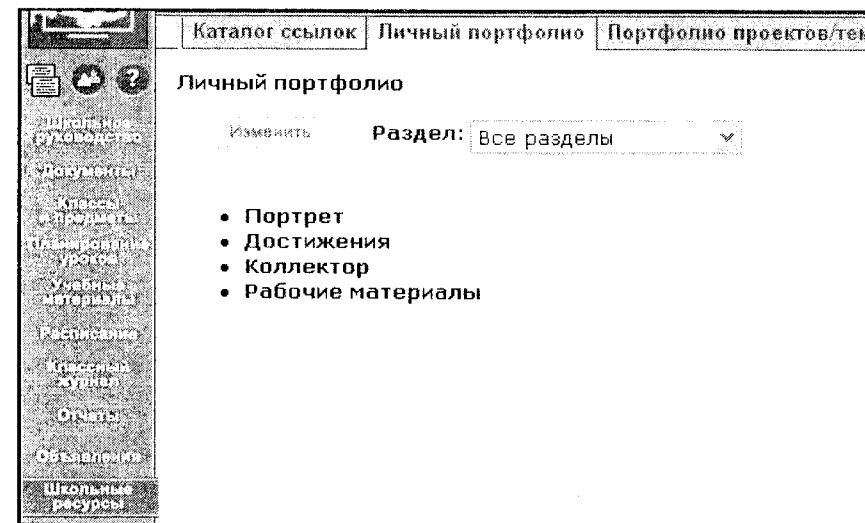 Каталог ссылок
Личный портфолио
Портфолио проектов/тем
Личный портфолио
Изменить
Раздел: Все разделы
• Портрет
• Достижения
• Коллектор
• Рабочие материалы
Школьное
руководство
Документы
Классы
и предметы
Планирование
уроков
Учебные
материалы
Расписание
Классный
журнал
Отчеты
Объявления
Школьные
ресурсы